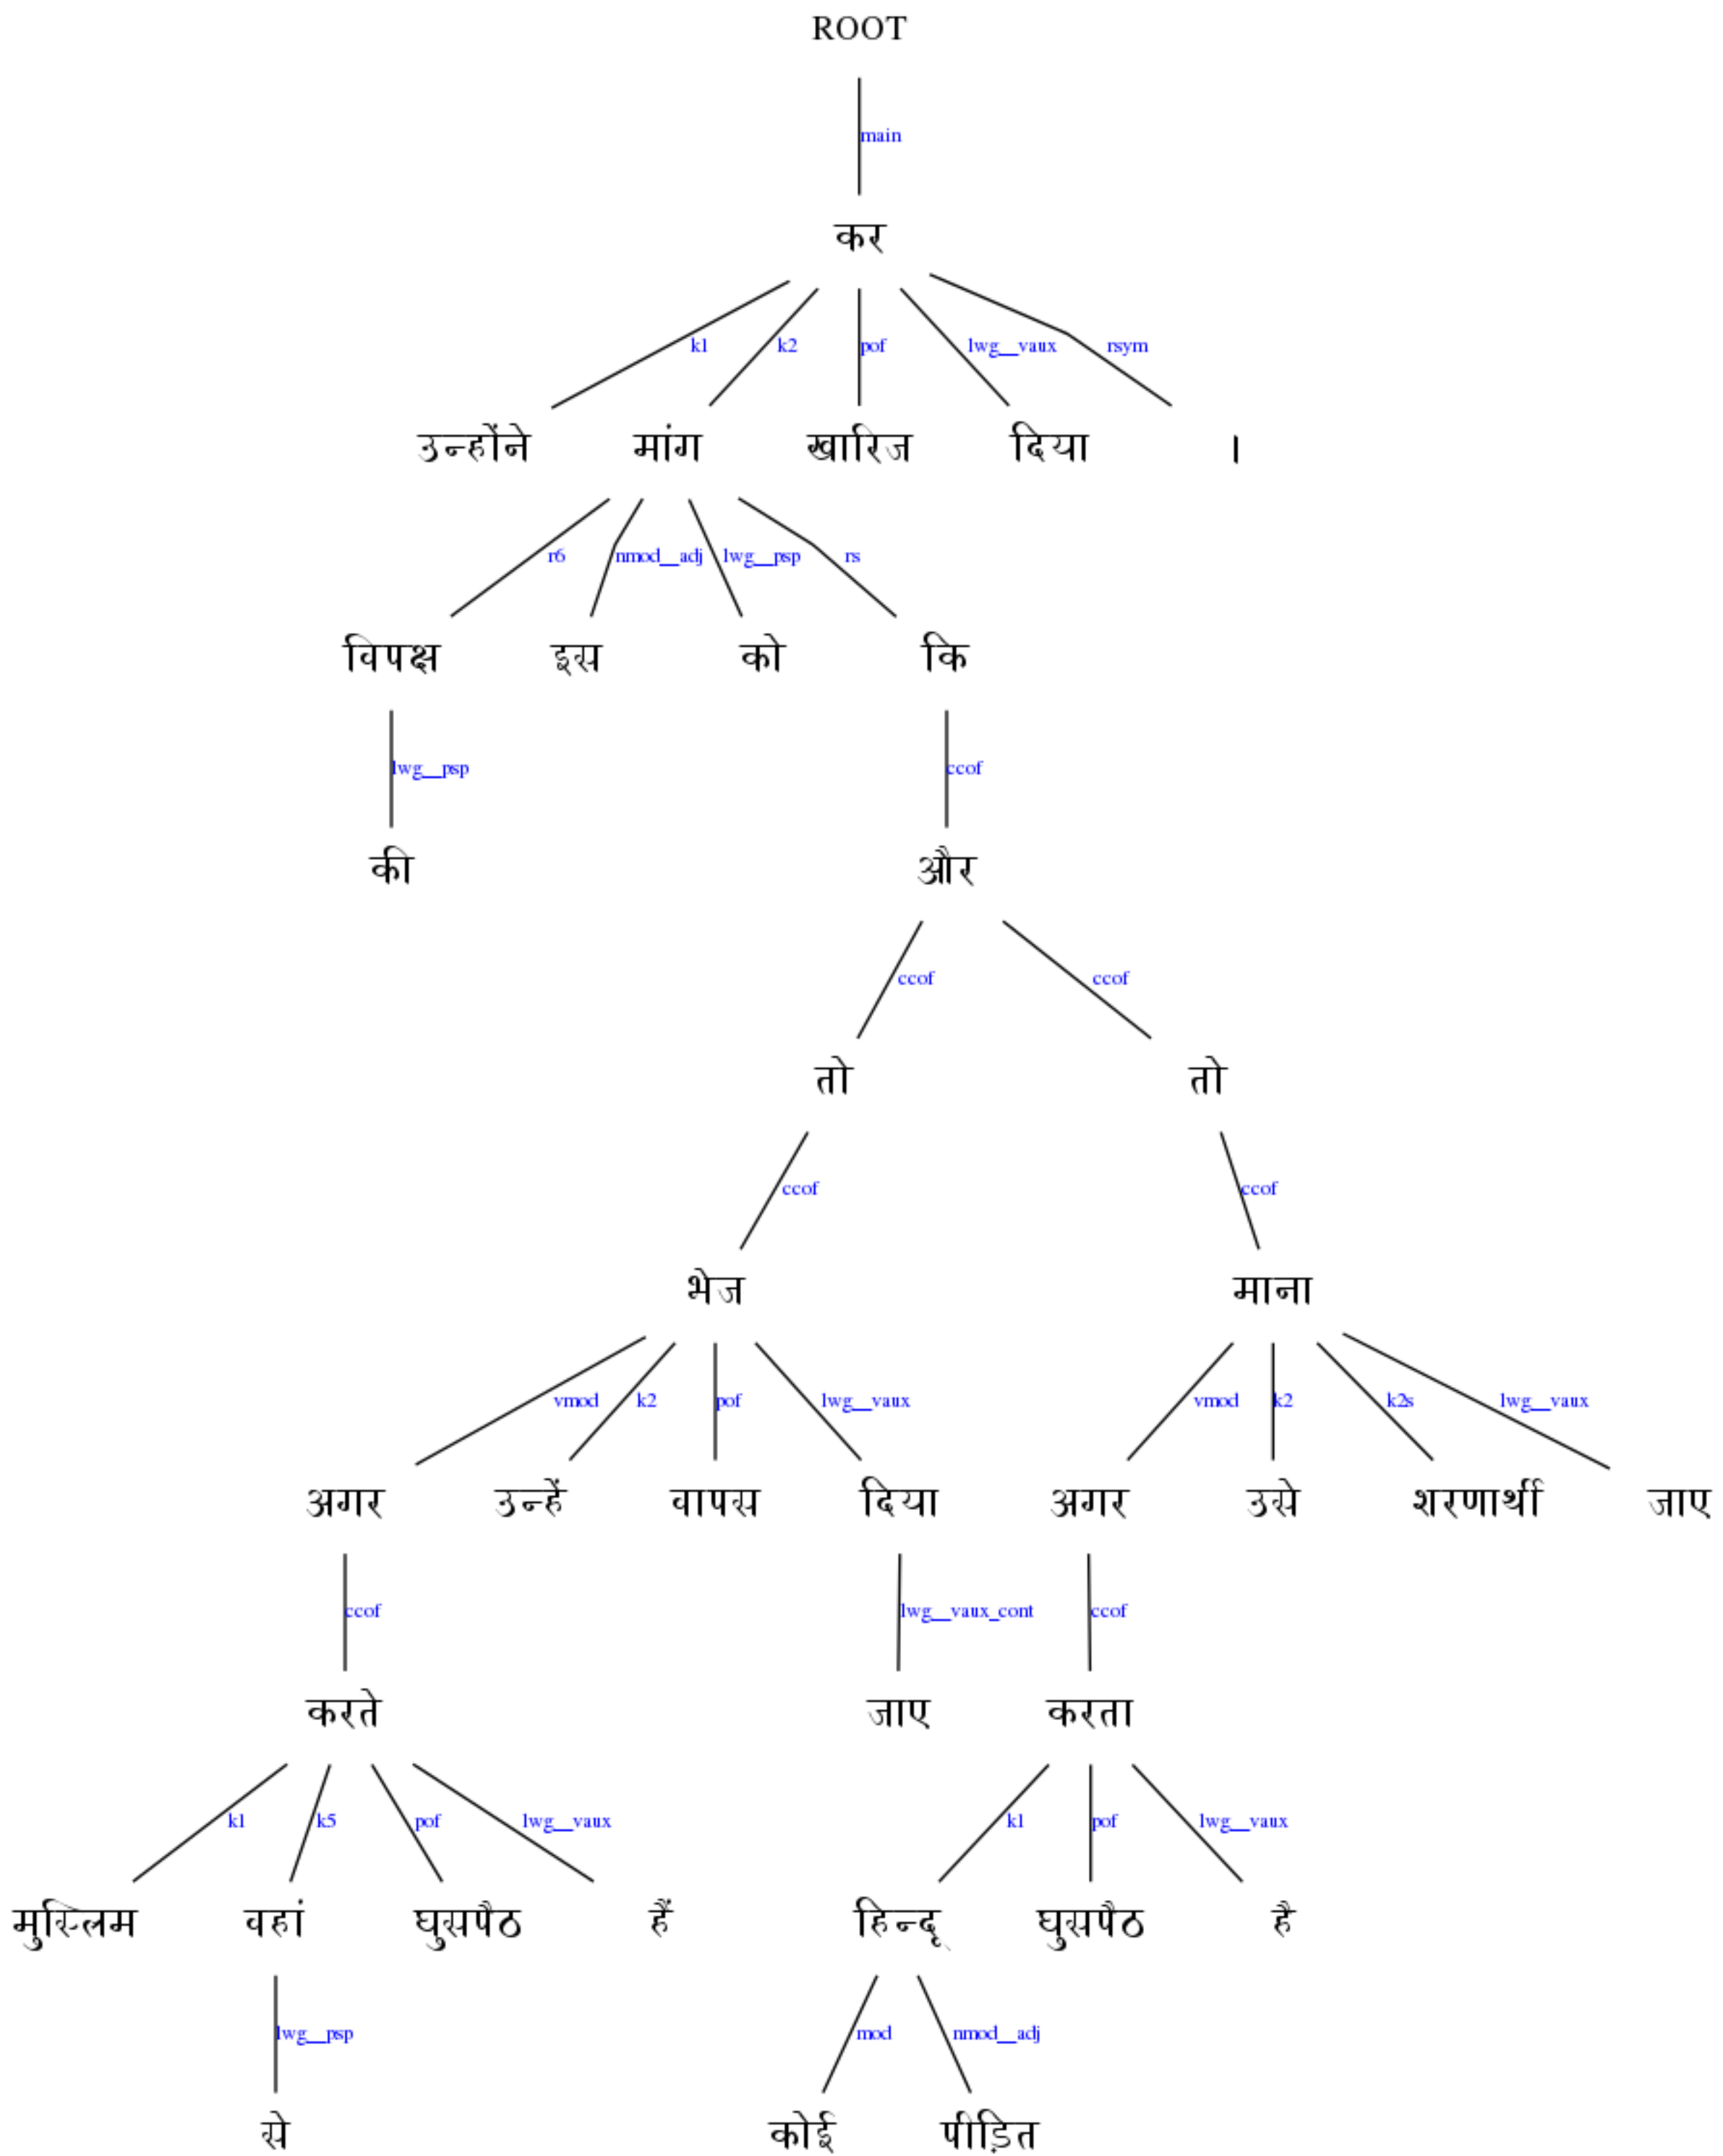 ROOT
main
कर
k1 k2 pof lwg__vaux rsym
उन्होंने मांग खारिज दिया ।
r6 nmod__adj lwg__psp rs
विपक्ष इस को कि
lwg__psp ccof
की और
ccof ccof
तो तो
ccof ccof
भेज माना
vmod k2 pof lwg__vaux vmod k2 k2s lwg__vaux
अगर उन्हें वापस दिया अगर उसे शरणार्थी जाए
ccof lwg__vaux_cont ccof
करते जाए करता
k1 k5 pof lwg__vaux k1 pof lwg__vaux
मुस्लिम वहां घुसपैठ हैं हिन्दू घुसपैठ है
lwg__psp mod nmod__adj
से कोई पीड़ित